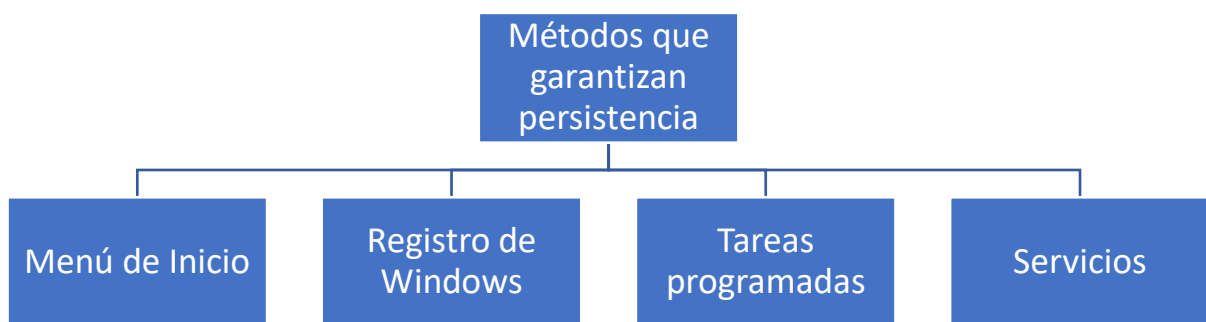 Métodos que
garantizan
persistencia
Menú de Inicio
Registro de
Windows
Tareas
programadas
Servicios